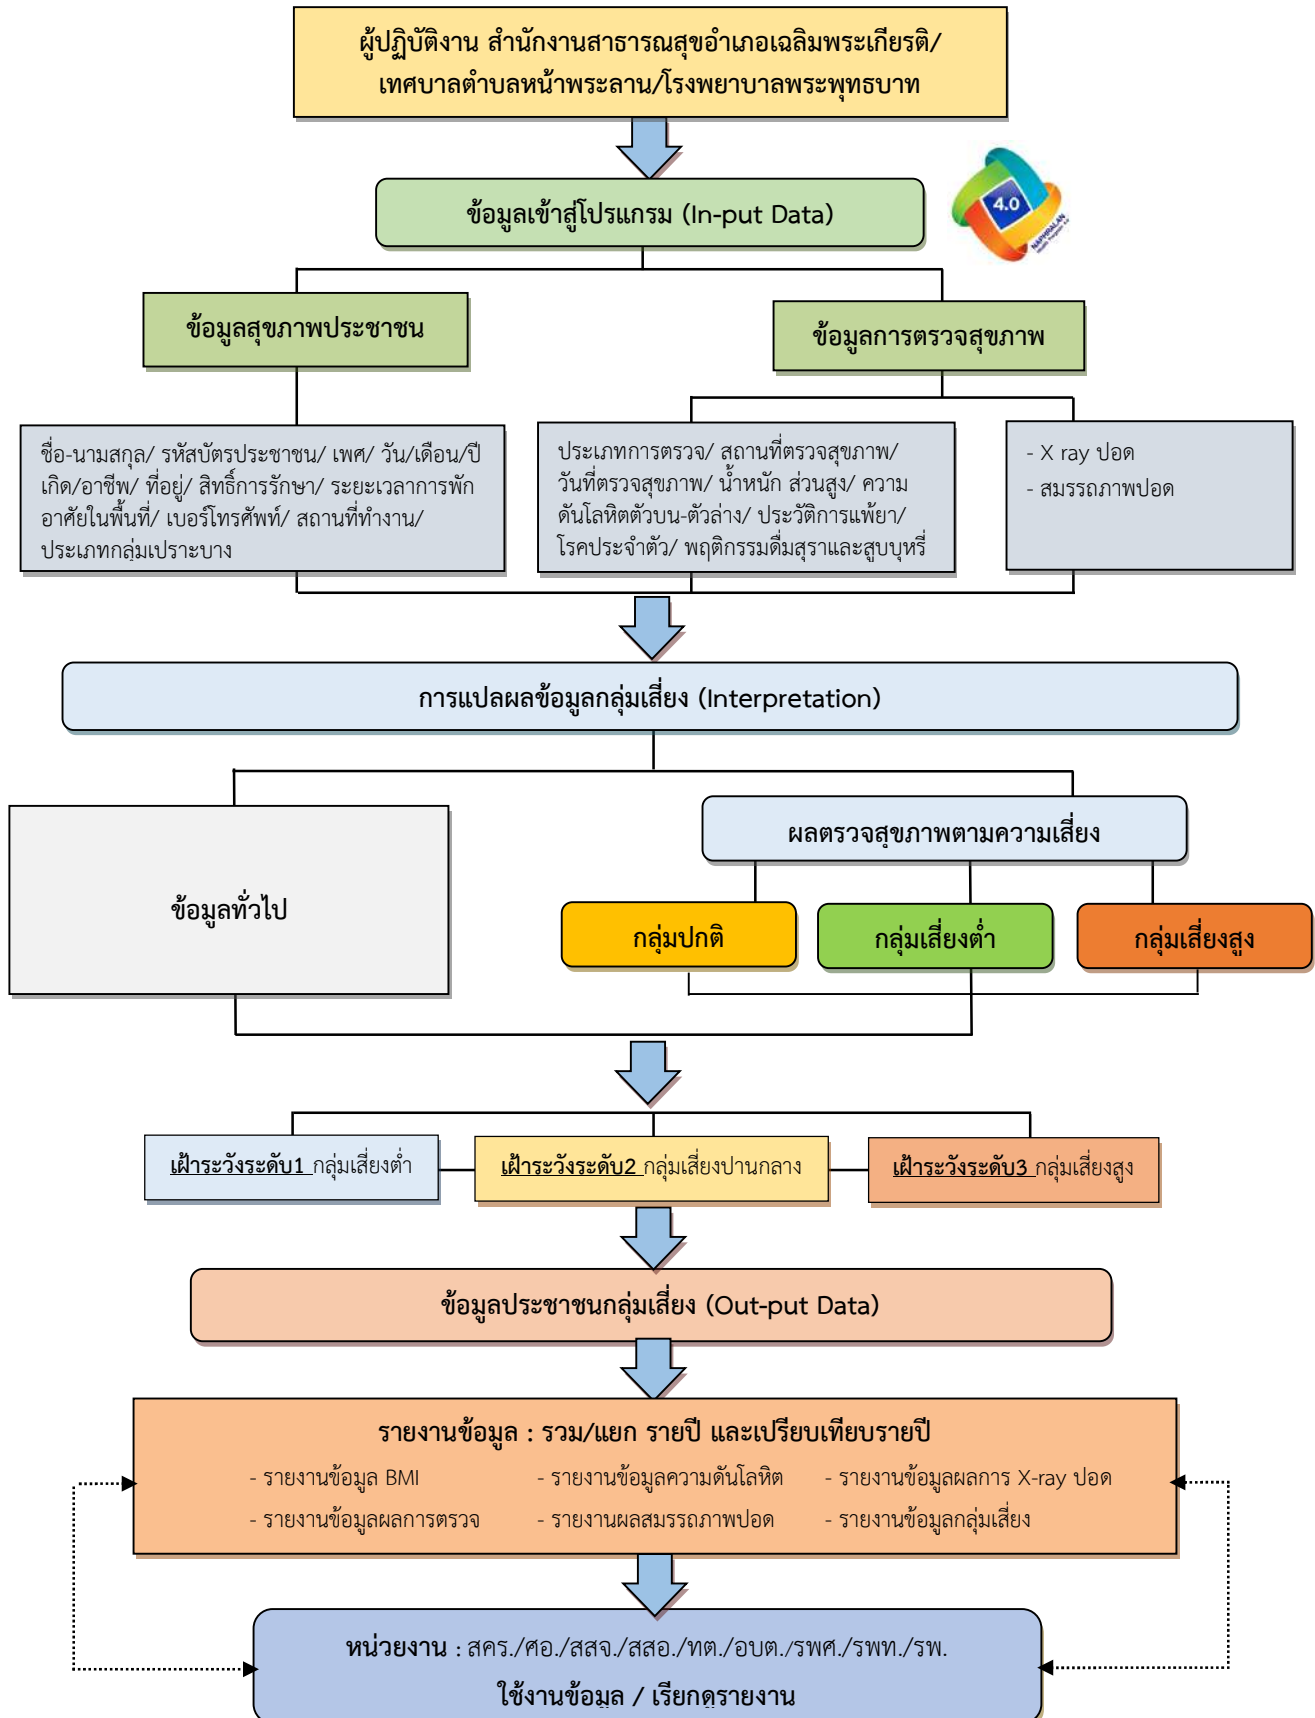 ผู้ปฏิบัติงาน สำนักงานสาธารณสุขอำเภอเฉลิมพระเกียรติ/
เทศบาลตำบลหน้าพระลาน/โรงพยาบาลพระพุทธบาท
4.0
NAPHRALAN
ข้อมูลเข้าสู่โปรแกรม (In-put Data)
ข้อมูลสุขภาพประชาชน
ข้อมูลการตรวจสุขภาพ
ชื่อ-นามสกุล/ รหัสบัตรประชาชน/ เพศ/ วัน/เดือน/ปี
เกิด/อาชีพ/ ที่อยู่/ สิทธิ์การรักษา/ ระยะเวลาการพัก
อาศัยในพื้นที่/ เบอร์โทรศัพท์/ สถานที่ทำงาน/
ประเภทกลุ่มเปราะบาง
ประเภทการตรวจ/ สถานที่ตรวจสุขภาพ/
วันที่ตรวจสุขภาพ/ น้ำหนัก ส่วนสูง/ ความ
ดันโลหิตตัวบน-ตัวล่าง/ ประวัติการแพ้ยา/
โรคประจำตัว/ พฤติกรรมดื่มสุราและสูบบุหรี่
- X ray ปอด
- สมรรถภาพปอด
การแปลผลข้อมูลกลุ่มเสี่ยง (Interpretation)
ข้อมูลทั่วไป
ผลตรวจสุขภาพตามความเสี่ยง
กลุ่มปกติ
กลุ่มเสี่ยงต่ำ
กลุ่มเสี่ยงสูง
เฝ้าระวังระดับ1 กลุ่มเสี่ยงต่ำ
เฝ้าระวังระดับ2 กลุ่มเสี่ยงปานกลาง
เฝ้าระวังระดับ3 กลุ่มเสี่ยงสูง
ข้อมูลประชาชนกลุ่มเสี่ยง (Out-put Data)
รายงานข้อมูล : รวม/แยก รายปี และเปรียบเทียบรายปี
- รายงานข้อมูล BMI - รายงานข้อมูลความดันโลหิต - รายงานข้อมูลผลการ X-ray ปอด
- รายงานข้อมูลผลการตรวจ - รายงานผลสมรรถภาพปอด - รายงานข้อมูลกลุ่มเสี่ยง
หน่วยงาน : สคร./ศอ./สสจ./สสอ./ทต./อบต./รพศ./รพท./รพ.
ใช้งานข้อมูล / เรียกดูรายงาน